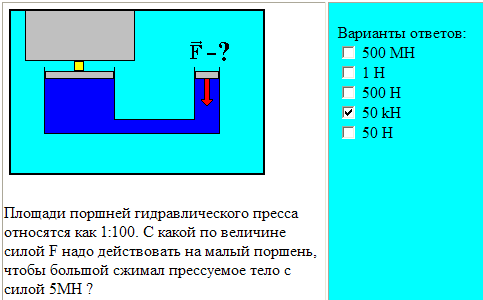 F – ?
Варианты ответов:
500 МН
1 Н
500 Н
50 кН
50 Н
Площади поршней гидравлического пресса
относятся как 1:100. С какой по величине
силой F надо действовать на малый поршень,
чтобы большой сжимал прессуемое тело с
силой 5МН ?